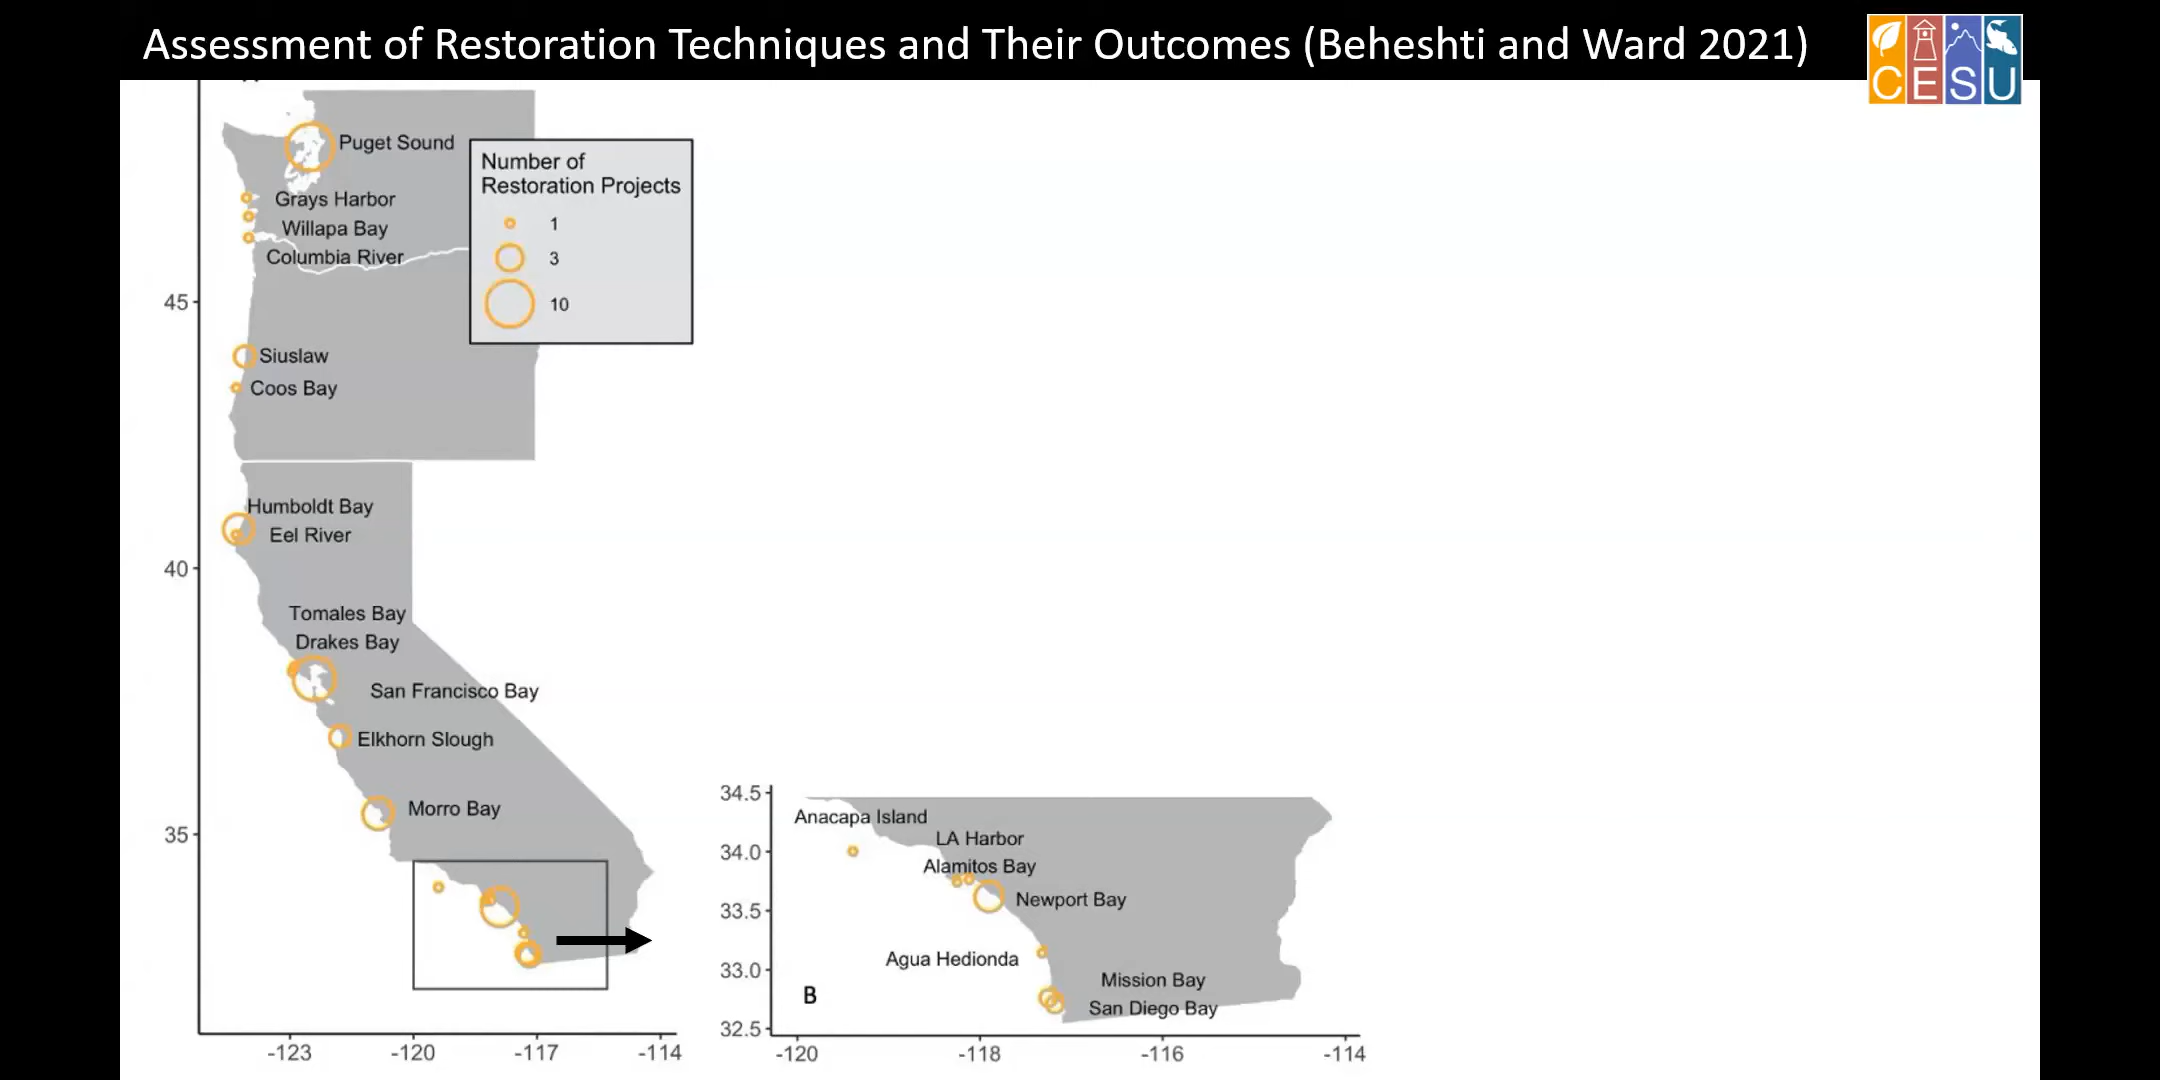 Assessment of Restoration Techniques and Their Outcomes (Beheshti and Ward 2021)
CESU
Puget Sound
Grays Harbor
Willapa Bay
Columbia River
Number of
Restoration Projects
1
3
10
45
Siuslaw
Coos Bay
Humboldt Bay
Eel River
40
Tomales Bay
Drakes Bay
San Francisco Bay
Elkhorn Slough
Morro Bay
35
-123
-120
-117
-114
34.5
34.0
33.5
33.0
32.5
Anacapa Island
LA Harbor
Alamitos Bay
Newport Bay
Agua Hedionda
Mission Bay
San Diego Bay
B
-120
-118
-116
-114